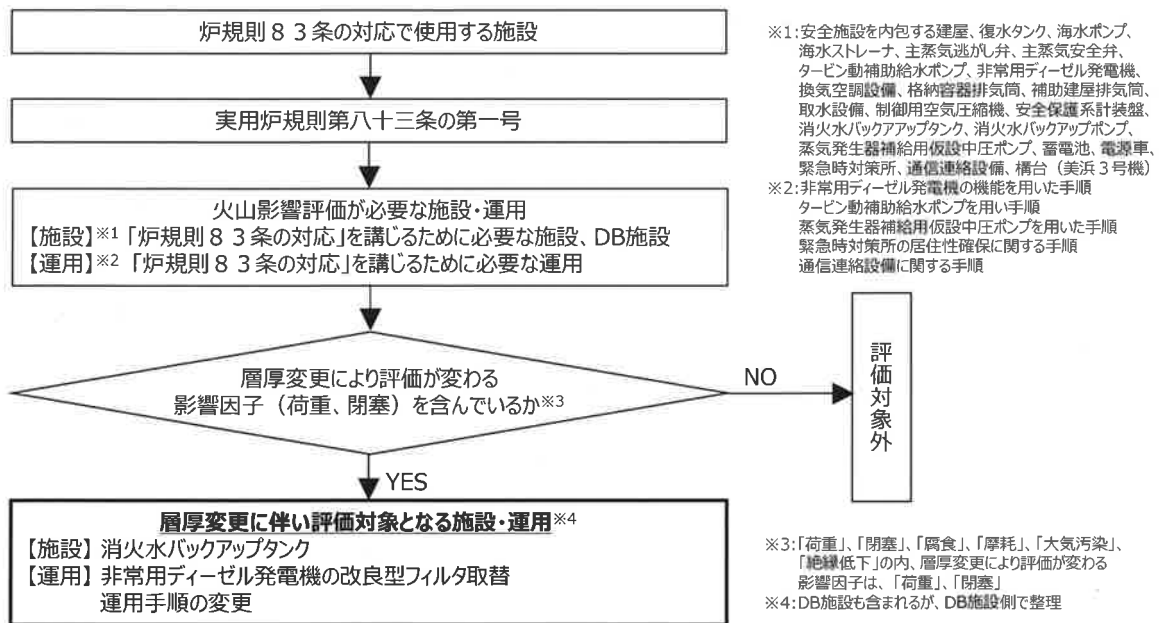 炉規則83条の対応で使用する施設
実用炉規則第八十三条の第一号
火山影響評価が必要な施設・運用
【施設】※1「炉規則83条の対応」を講じるために必要な施設、DB施設
【運用】※2「炉規則83条の対応」を講じるために必要な運用
層厚変更により評価が変わる
影響因子（荷重、閉塞）を含んでいるか※3
NO
評価対象外
YES
層厚変更に伴い評価対象となる施設・運用※4
【施設】消火水バックアップタンク
【運用】非常用ディーゼル発電機の改良型フィルタ取替
運用手順の変更
※1:安全施設を内包する建屋、復水タンク、海水ポンプ、
海水ストレーナ、主蒸気逃がし弁、主蒸気安全弁、
タービン動補助給水ポンプ、非常用ディーゼル発電機、
換気空調設備、格納容器排気筒、補助建屋排気筒、
取水設備、制御用空気圧縮機、安全保護系計装盤、
消火水バックアアップタンク、消火水バックアップポンプ、
蒸気発生器補給用仮設中圧ポンプ、蓄電池、電源車、
緊急時対策所、通信連絡設備、構台（美浜3号機）
※2:非常用ディーゼル発電機の機能を用いた手順
タービン動補助給水ポンプを用い手順
蒸気発生器補給用仮設中圧ポンプを用いた手順
緊急時対策所の居住性確保に関する手順
通信連絡設備に関する手順
※3:「荷重」、「閉塞」、「腐食」、「摩耗」、「大気汚染」、
「絶縁低下」の内、層厚変更により評価が変わる
影響因子は、「荷重」、「閉塞」
※4:DB施設も含まれるが、DB施設側で整理